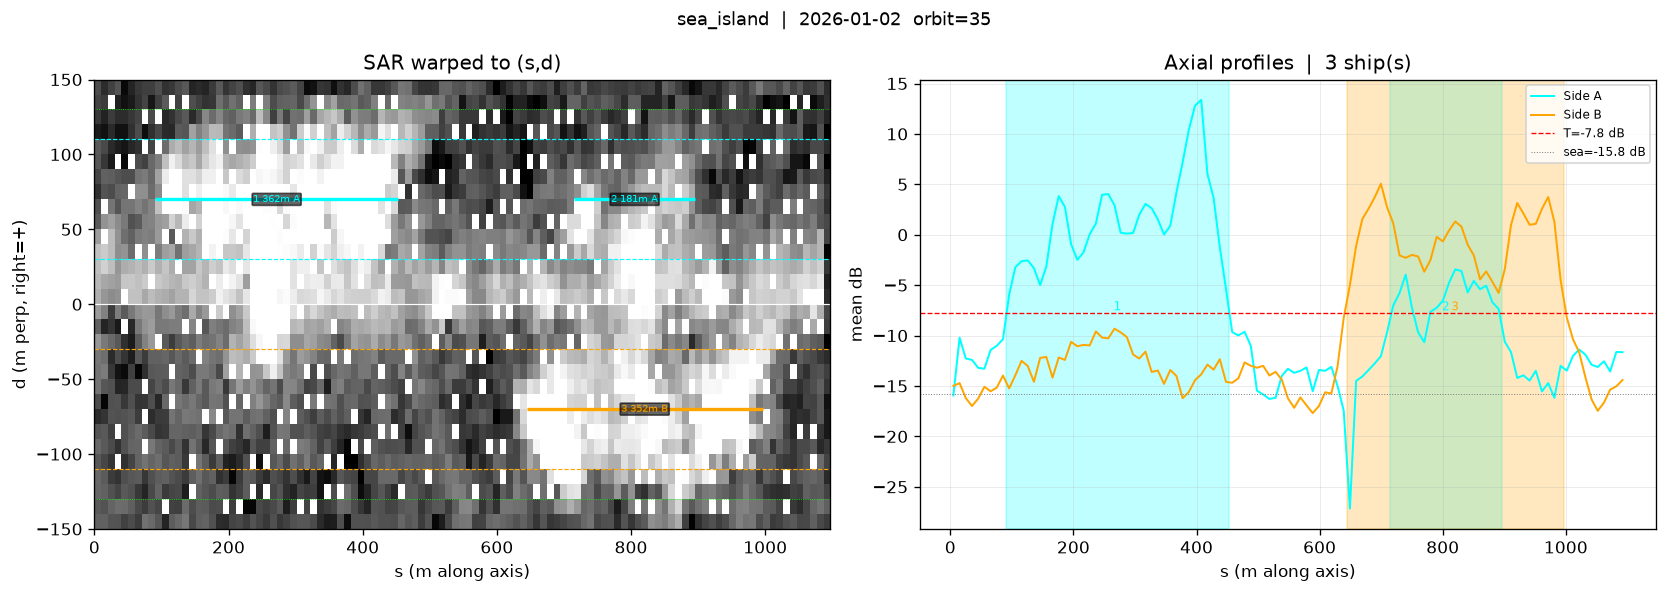 sea_island | 2026-01-02 orbit=35
SAR warped to (s,d)
150
100
50
0
−50
−100
−150
d (m perp, right=+)
1 362m A
2 181m A
3 352m B
0 200 400 600 800 1000
s (m along axis)
Axial profiles | 3 ship(s)
15
10
5
0
−5
−10
−15
−20
−25
mean dB
Side A
Side B
T=-7.8 dB
sea=-15.8 dB
1
2 3
0 200 400 600 800 1000
s (m along axis)